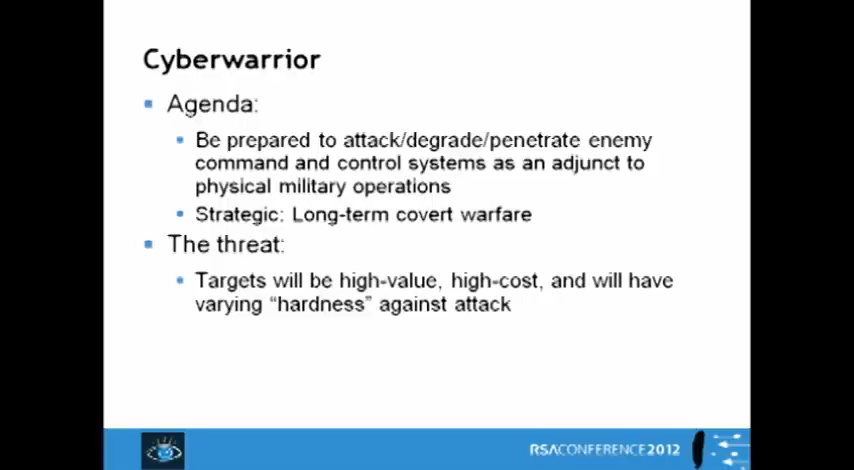 Cyberwarrior
Agenda:
Be prepared to attack/degrade/penetrate enemy
command and control systems as an adjunct to
physical military operations
Strategic: Long-term covert warfare
The threat:
Targets will be high-value, high-cost, and will have
varying “hardness” against attack
RSACONFERENCE2012